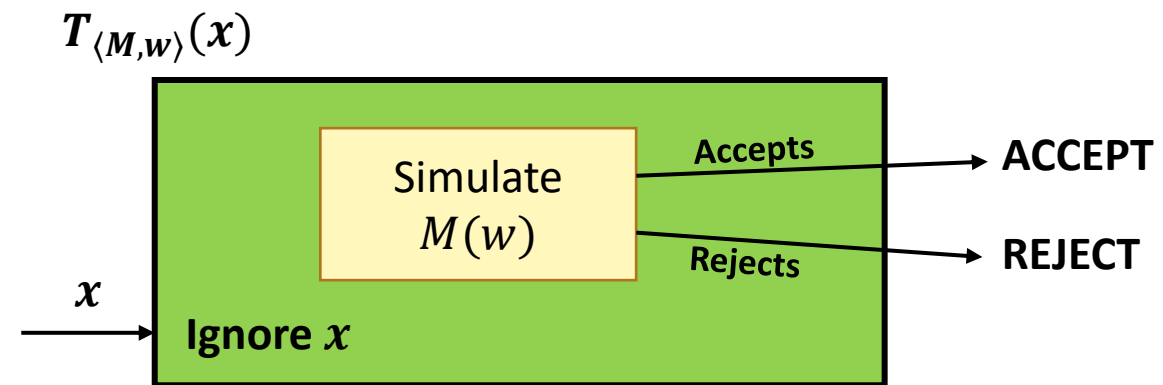 T⟨M,w⟩(x)
Simulate
M(w)
Accepts
ACCEPT
Rejects
REJECT
x
Ignore x